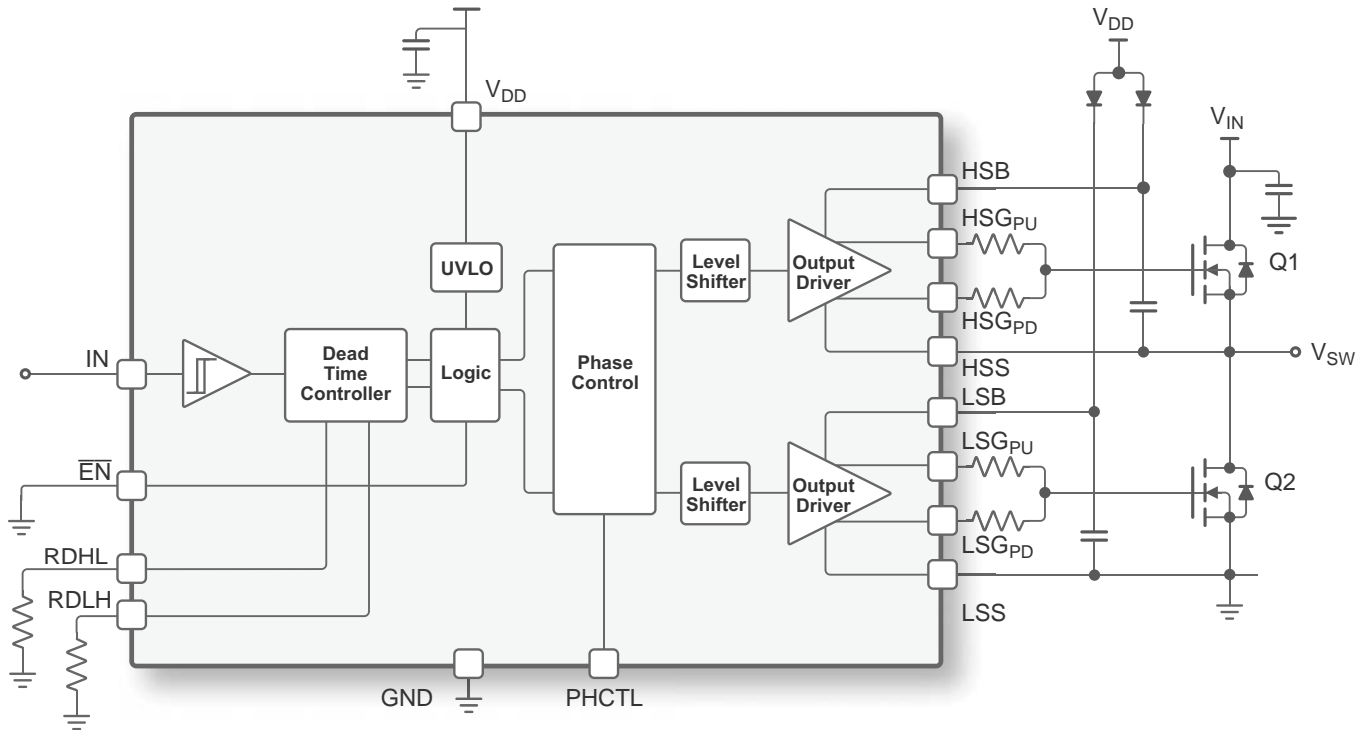 V_DD
V_DD
V_IN
HSB
HSG_PU
UVLO
Level
Shifter
Output
Driver
Q1
HSG_PD
IN
Dead
Time
Controller
Logic
Phase
Control
HSS
V_SW
LSB
LSG_PU
EN
Level
Shifter
Output
Driver
Q2
LSG_PD
RDHL
RDLH
LSS
GND
PHCTL